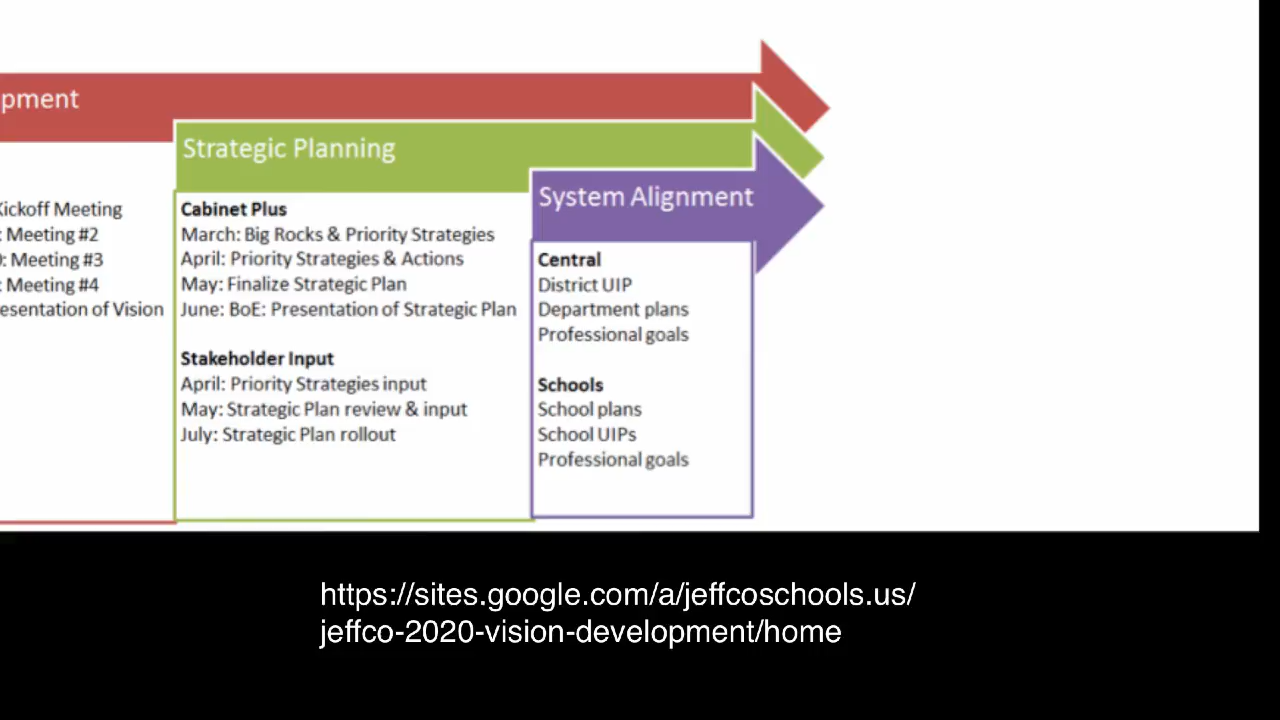 pment
Kickoff Meeting
: Meeting #2
: Meeting #3
: Meeting #4
esentation of Vision
Strategic Planning
Cabinet Plus
March: Big Rocks & Priority Strategies
April: Priority Strategies & Actions
May: Finalize Strategic Plan
June: BoE: Presentation of Strategic Plan
Stakeholder Input
April: Priority Strategies input
May: Strategic Plan review & input
July: Strategic Plan rollout
System Alignment
Central
District UIP
Department plans
Professional goals
Schools
School plans
School UIPs
Professional goals
https://sites.google.com/a/jeffcoschools.us/
jeffco-2020-vision-development/home